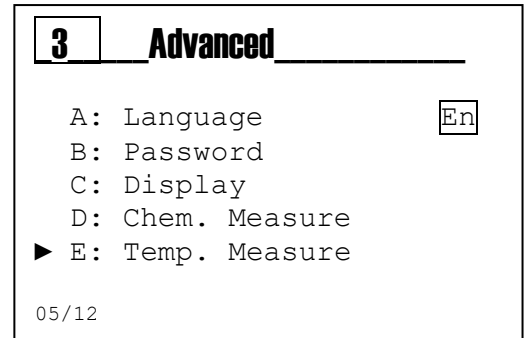 3 Advanced
A: Language En
B: Password
C: Display
D: Chem. Measure
► E: Temp. Measure
05/12